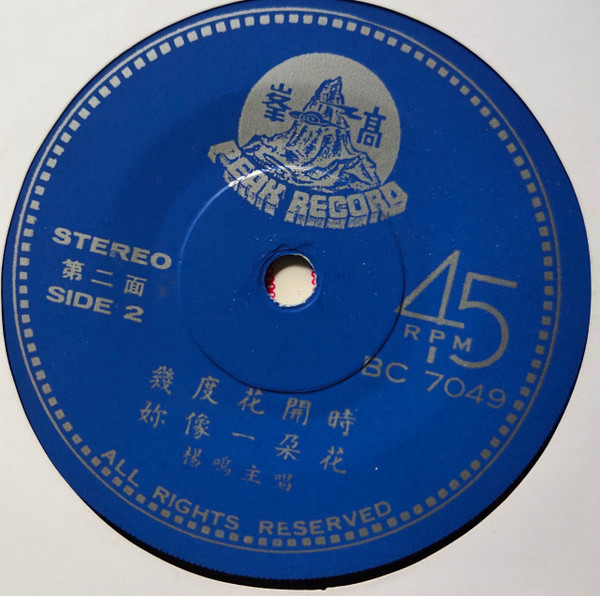 高峯
PEAK RECORD
STEREO
第二面
SIDE 2
45
RPM
BC 7049
幾度花開時
妳像一朵花
楊鳴主唱
ALL RIGHTS RESERVED